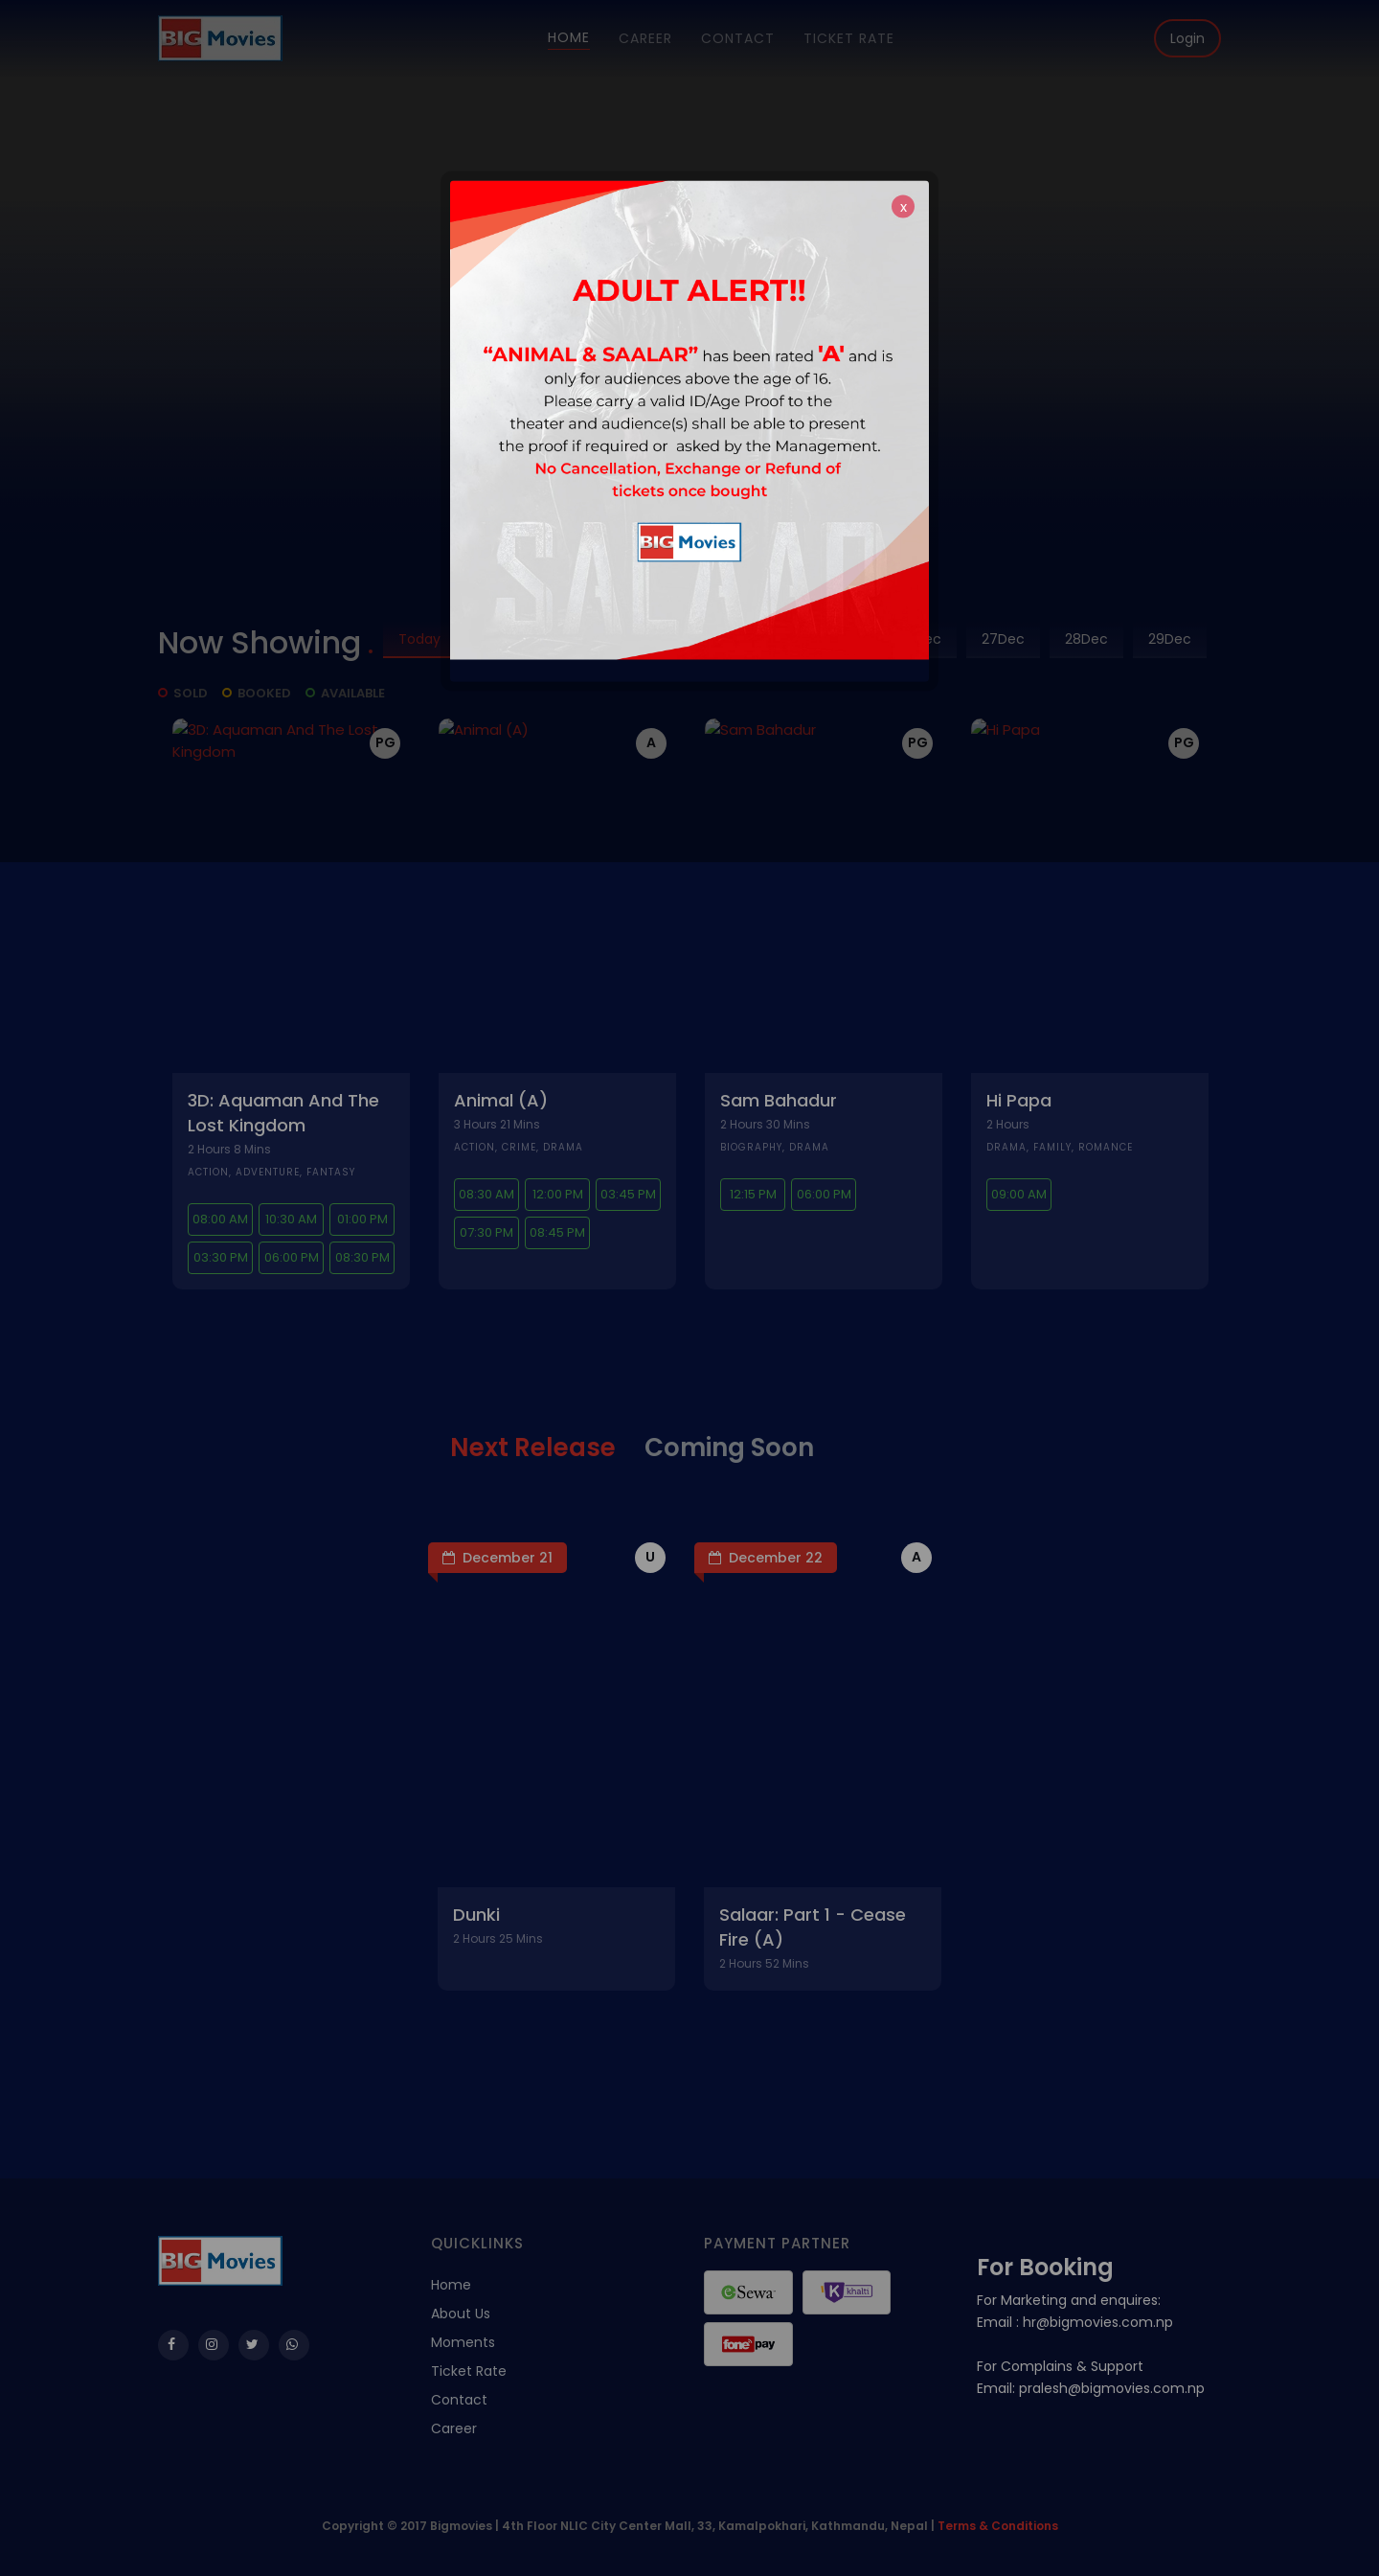 BIG Movies
HOME CAREER CONTACT TICKET RATE
Login
x
ADULT ALERT!!
“ANIMAL & SAALAR” has been rated 'A' and is
only for audiences above the age of 16.
Please carry a valid ID/Age Proof to the
theater and audience(s) shall be able to present
the proof if required or asked by the Management.
No Cancellation, Exchange or Refund of
tickets once bought
BIG Movies
SALAAR
Now Showing .
Today 27Dec 28Dec 29Dec
SOLD BOOKED AVAILABLE
3D: Aquaman And The Lost
Kingdom
PG
Animal (A)
A
Sam Bahadur
PG
Hi Papa
PG
3D: Aquaman And The
Lost Kingdom
2 Hours 8 Mins
ACTION, ADVENTURE, FANTASY
08:00 AM 10:30 AM 01:00 PM
03:30 PM 06:00 PM 08:30 PM
Animal (A)
3 Hours 21 Mins
ACTION, CRIME, DRAMA
08:30 AM 12:00 PM 03:45 PM
07:30 PM 08:45 PM
Sam Bahadur
2 Hours 30 Mins
BIOGRAPHY, DRAMA
12:15 PM 06:00 PM
Hi Papa
2 Hours
DRAMA, FAMILY, ROMANCE
09:00 AM
Next Release Coming Soon
December 21
U
December 22
A
Dunki
2 Hours 25 Mins
Salaar: Part 1 - Cease
Fire (A)
2 Hours 52 Mins
BIG Movies
QUICKLINKS
Home
About Us
Moments
Ticket Rate
Contact
Career
PAYMENT PARTNER
eSewa
khalti
fonepay
For Booking
For Marketing and enquires:
Email : hr@bigmovies.com.np
For Complains & Support
Email: pralesh@bigmovies.com.np
Copyright © 2017 Bigmovies | 4th Floor NLIC City Center Mall, 33, Kamalpokhari, Kathmandu, Nepal | Terms & Conditions